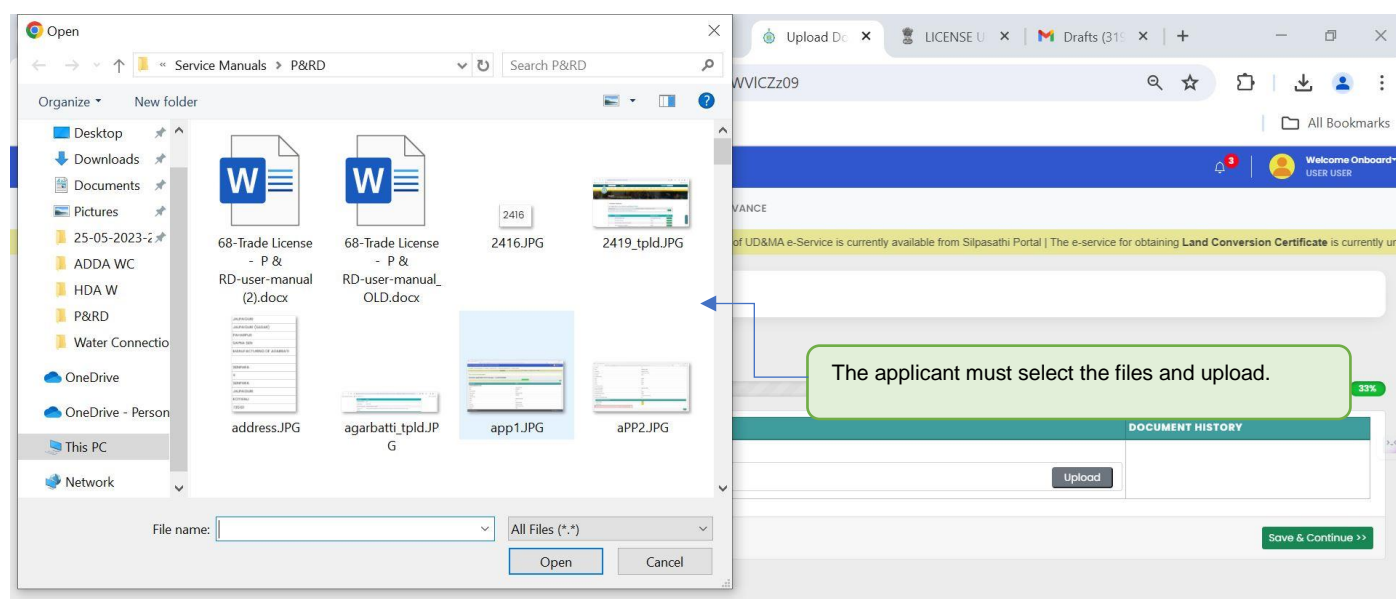 Open
Upload Do
LICENSE U
Drafts (319
« Service Manuals > P&RD
Search P&RD
WVlCZz09
Organize
New folder
All Bookmarks
Desktop
Downloads
Documents
Pictures
25-05-2023-2
ADDA WC
HDA W
P&RD
Water Connectio
OneDrive
OneDrive - Person
This PC
Network
W
W
2416
68-Trade License
- P &
RD-user-manual
(2).docx
68-Trade License
- P &
RD-user-manual_
OLD.docx
2416.JPG
2419_tpld.JPG
address.JPG
agarbatti_tpld.JP
G
app1.JPG
aPP2.JPG
3
Welcome Onboard
USER USER
VANCE
of UD&MA e-Service is currently available from Silpasathi Portal | The e-service for obtaining Land Conversion Certificate is currently un
The applicant must select the files and upload.
33%
DOCUMENT HISTORY
Upload
Save & Continue >>
File name:
All Files (*.*)
Open
Cancel